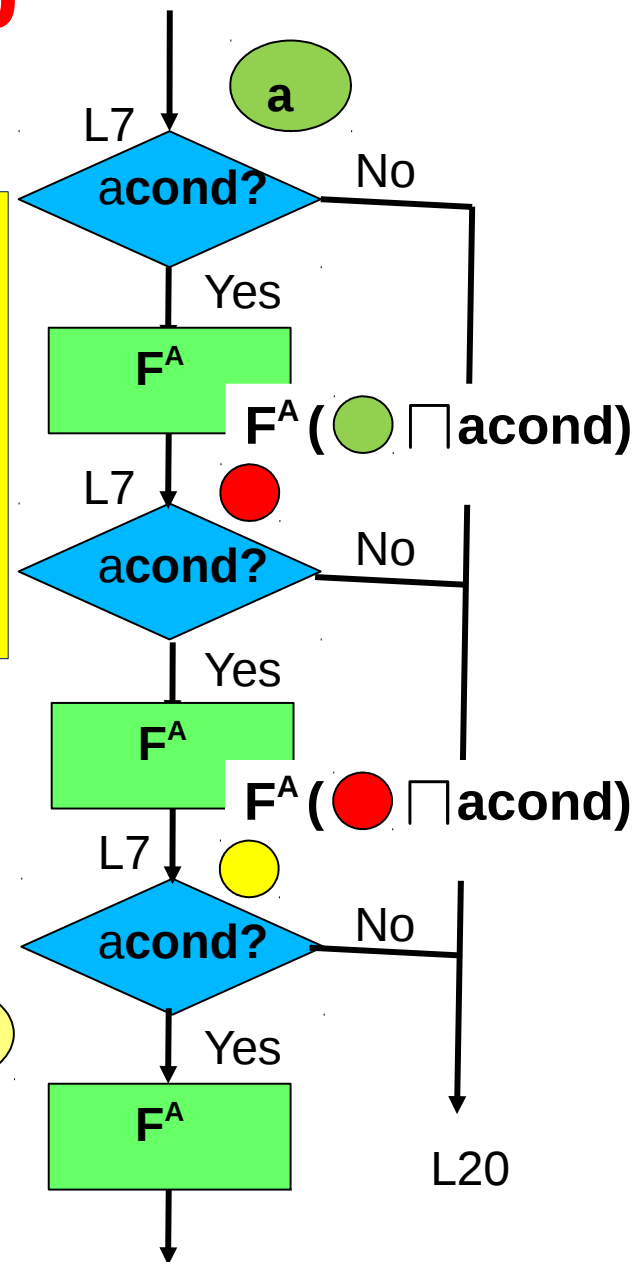 a
L7
acond?
No
Yes
F^A
F^A ( ⊓ acond)
L7
acond?
No
Yes
F^A
F^A ( ⊓ acond)
L7
acond?
No
Yes
F^A
L20